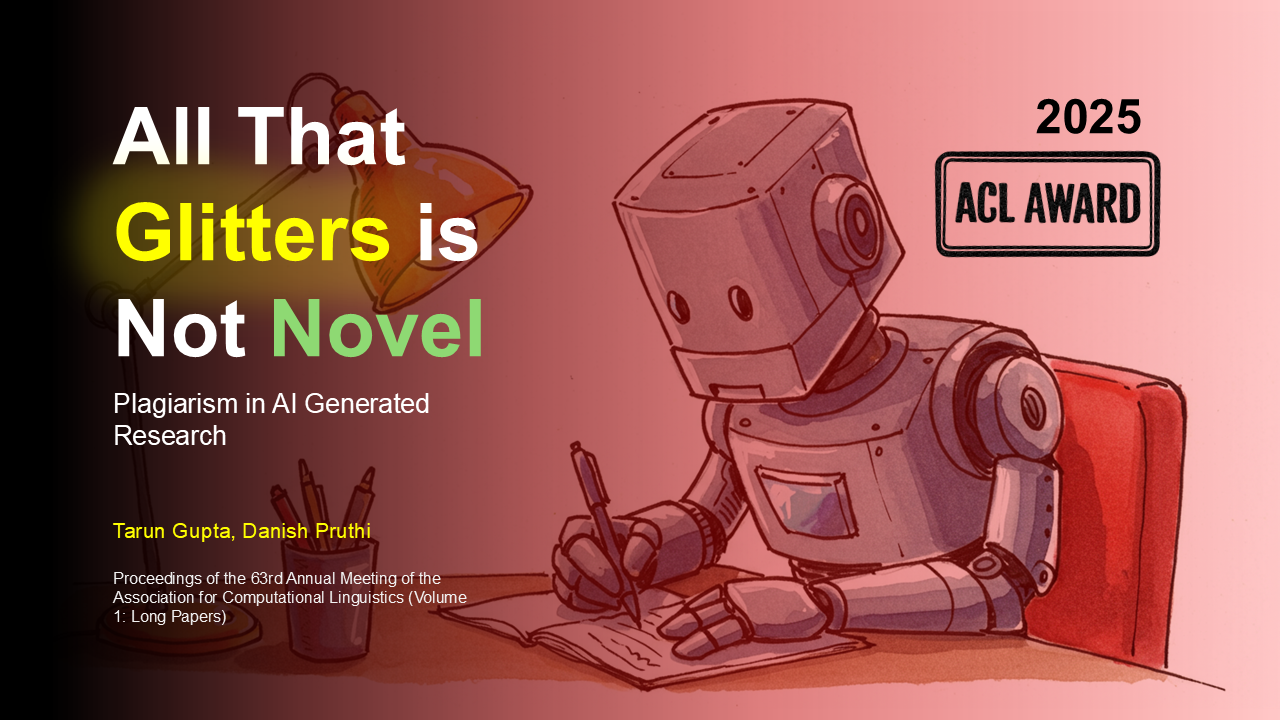 All That
Glitters is
Not Novel
Plagiarism in AI Generated
Research
Tarun Gupta, Danish Pruthi
Proceedings of the 63rd Annual Meeting of the
Association for Computational Linguistics (Volume
1: Long Papers)
2025
ACL AWARD